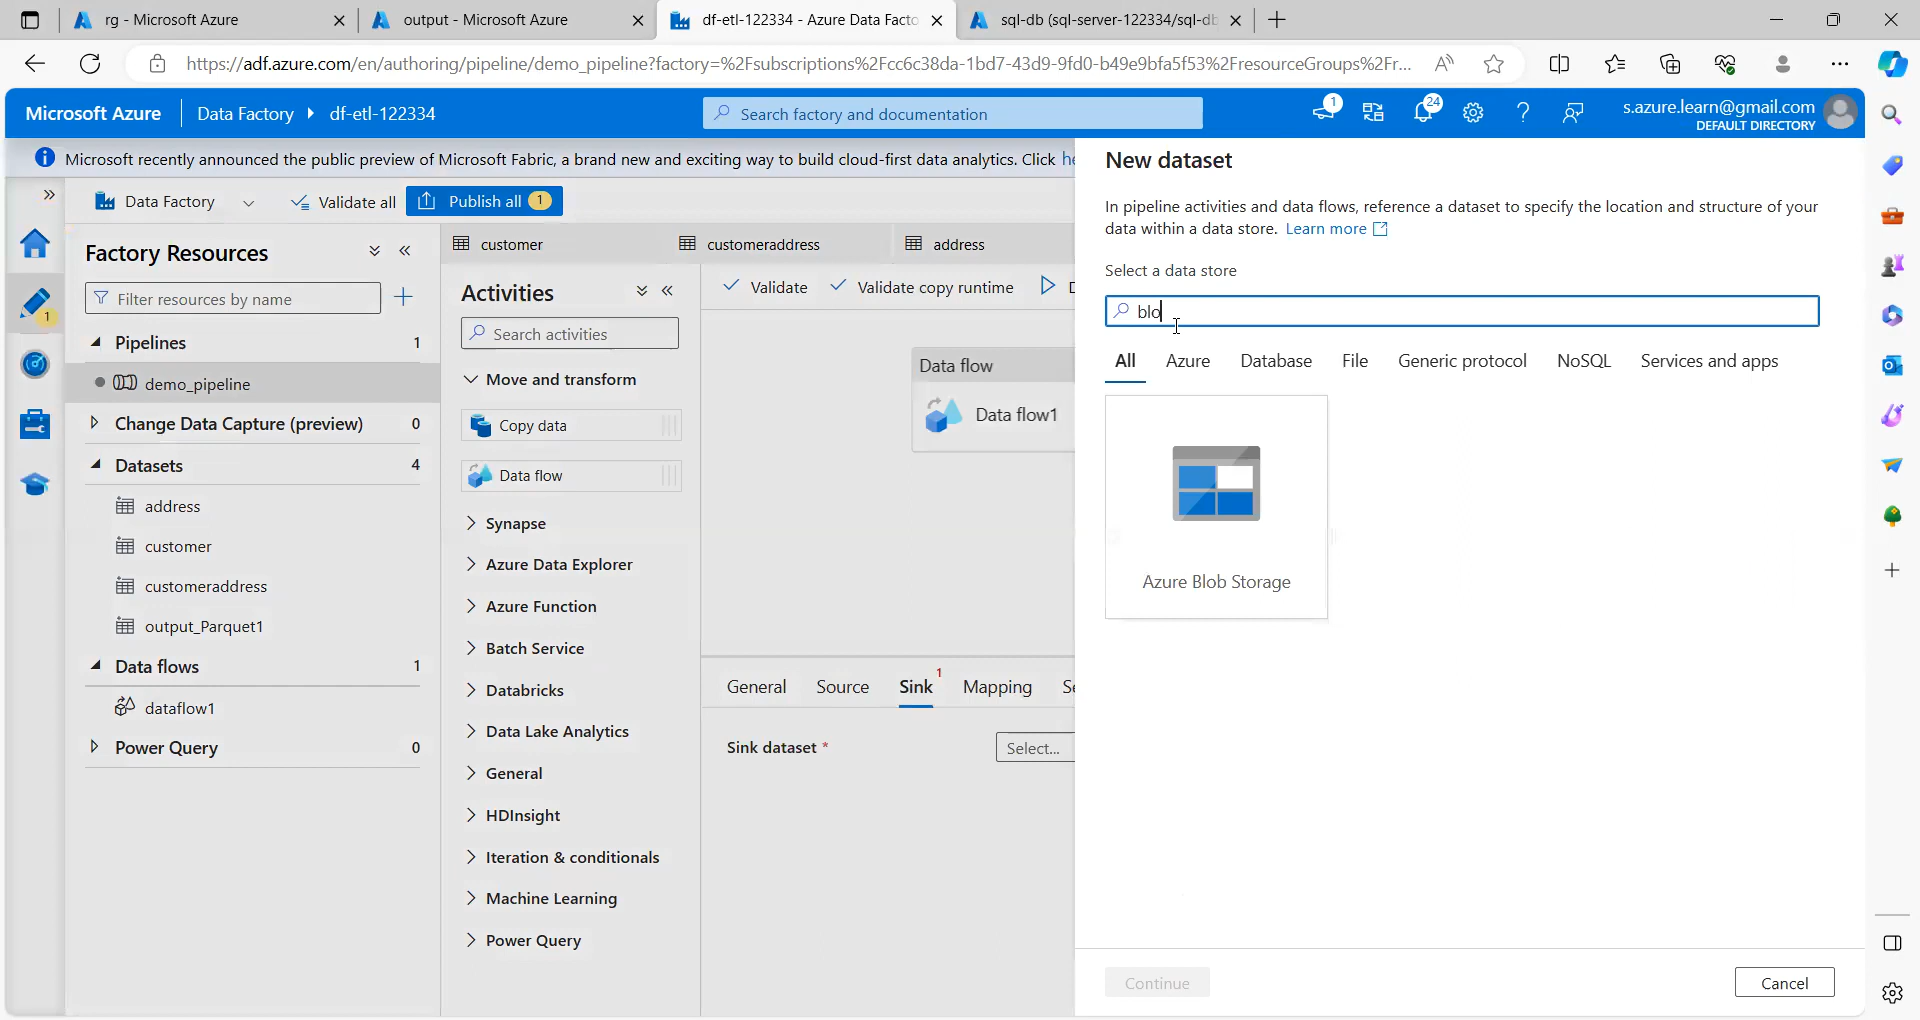 rg - Microsoft Azure
output - Microsoft Azure
df-etl-122334 - Azure Data Facto
sql-db (sql-server-122334/sql-db
https://adf.azure.com/en/authoring/pipeline/demo_pipeline?factory=%2Fsubscriptions%2Fcc6c38da-1bd7-43d9-9fd0-b49e9bfa5f53%2FresourceGroups%2Fr...
Microsoft Azure
Data Factory
df-etl-122334
Search factory and documentation
1
24
s.azure.learn@gmail.com
DEFAULT DIRECTORY
Microsoft recently announced the public preview of Microsoft Fabric, a brand new and exciting way to build cloud-first data analytics. Click he
Data Factory
Validate all
Publish all 1
1
Factory Resources
Filter resources by name
Pipelines 1
demo_pipeline
Change Data Capture (preview) 0
Datasets 4
address
customer
customeraddress
output_Parquet1
Data flows 1
dataflow1
Power Query 0
customer
customeraddress
address
Activities
Search activities
Move and transform
Copy data
Data flow
Synapse
Azure Data Explorer
Azure Function
Batch Service
Databricks
Data Lake Analytics
General
HDInsight
Iteration & conditionals
Machine Learning
Power Query
Validate
Validate copy runtime
D
Data flow
Data flow1
General
Source
Sink 1
Mapping
Se
Sink dataset *
Select...
New dataset
In pipeline activities and data flows, reference a dataset to specify the location and structure of your
data within a data store. Learn more
Select a data store
blo
All
Azure
Database
File
Generic protocol
NoSQL
Services and apps
Azure Blob Storage
Continue
Cancel